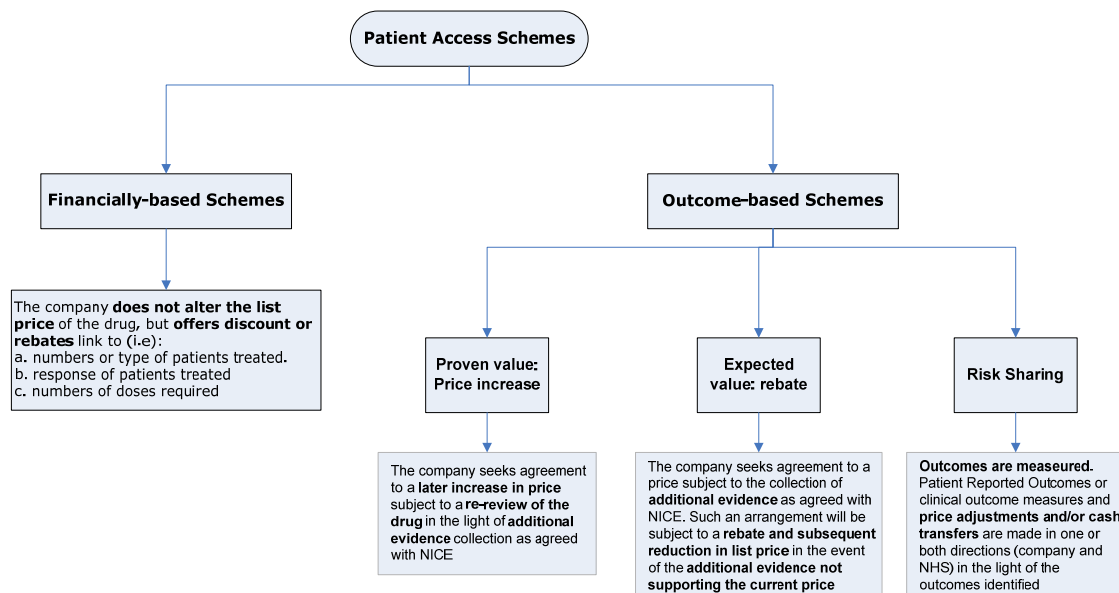 Patient Access Schemes
Financially-based Schemes
Outcome-based Schemes
The company does not alter the list
price of the drug, but offers discount or
rebates link to (i.e):
a. numbers or type of patients treated.
b. response of patients treated
c. numbers of doses required
Proven value:
Price increase
Expected
value: rebate
Risk Sharing
The company seeks agreement
to a later increase in price
subject to a re-review of the
drug in the light of additional
evidence collection as agreed
with NICE
The company seeks agreement to a
price subject to the collection of
additional evidence as agreed with
NICE. Such an arrangement will be
subject to a rebate and subsequent
reduction in list price in the event
of the additional evidence not
supporting the current price
Outcomes are measeured.
Patient Reported Outcomes or
clinical outcome measures and
price adjustments and/or cash
transfers are made in one or
both directions (company and
NHS) in the light of the
outcomes identified